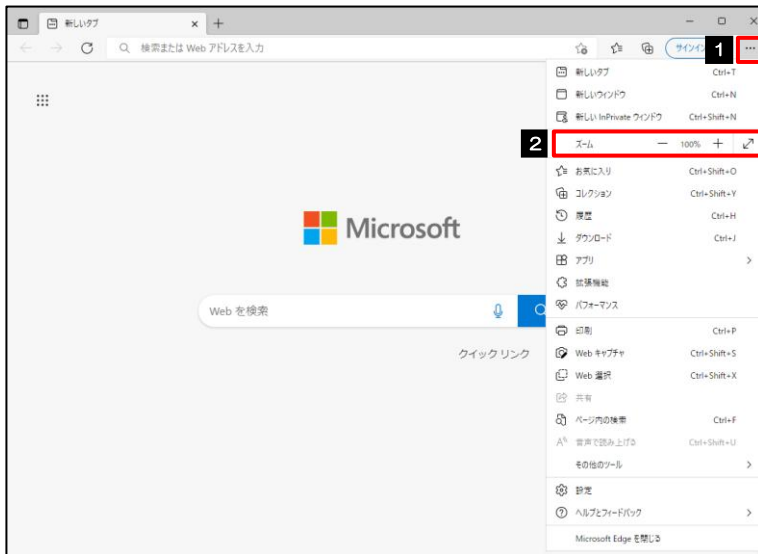 新しいタブ
検索または Web アドレスを入力
1
新しいタブ Ctrl+T
新しいウィンドウ Ctrl+N
新しい InPrivate ウィンドウ Ctrl+Shift+N
2
ズーム 100%
お気に入り Ctrl+Shift+O
コレクション Ctrl+Shift+Y
履歴 Ctrl+H
ダウンロード Ctrl+J
アプリ
拡張機能
パフォーマンス
Microsoft
Web を検索
クイック リンク
印刷 Ctrl+P
Web キャプチャ Ctrl+Shift+S
Web 選択 Ctrl+Shift+X
共有
ページ内の検索 Ctrl+F
音声で読み上げる Ctrl+Shift+U
その他のツール
設定
ヘルプとフィードバック
Microsoft Edge を閉じる